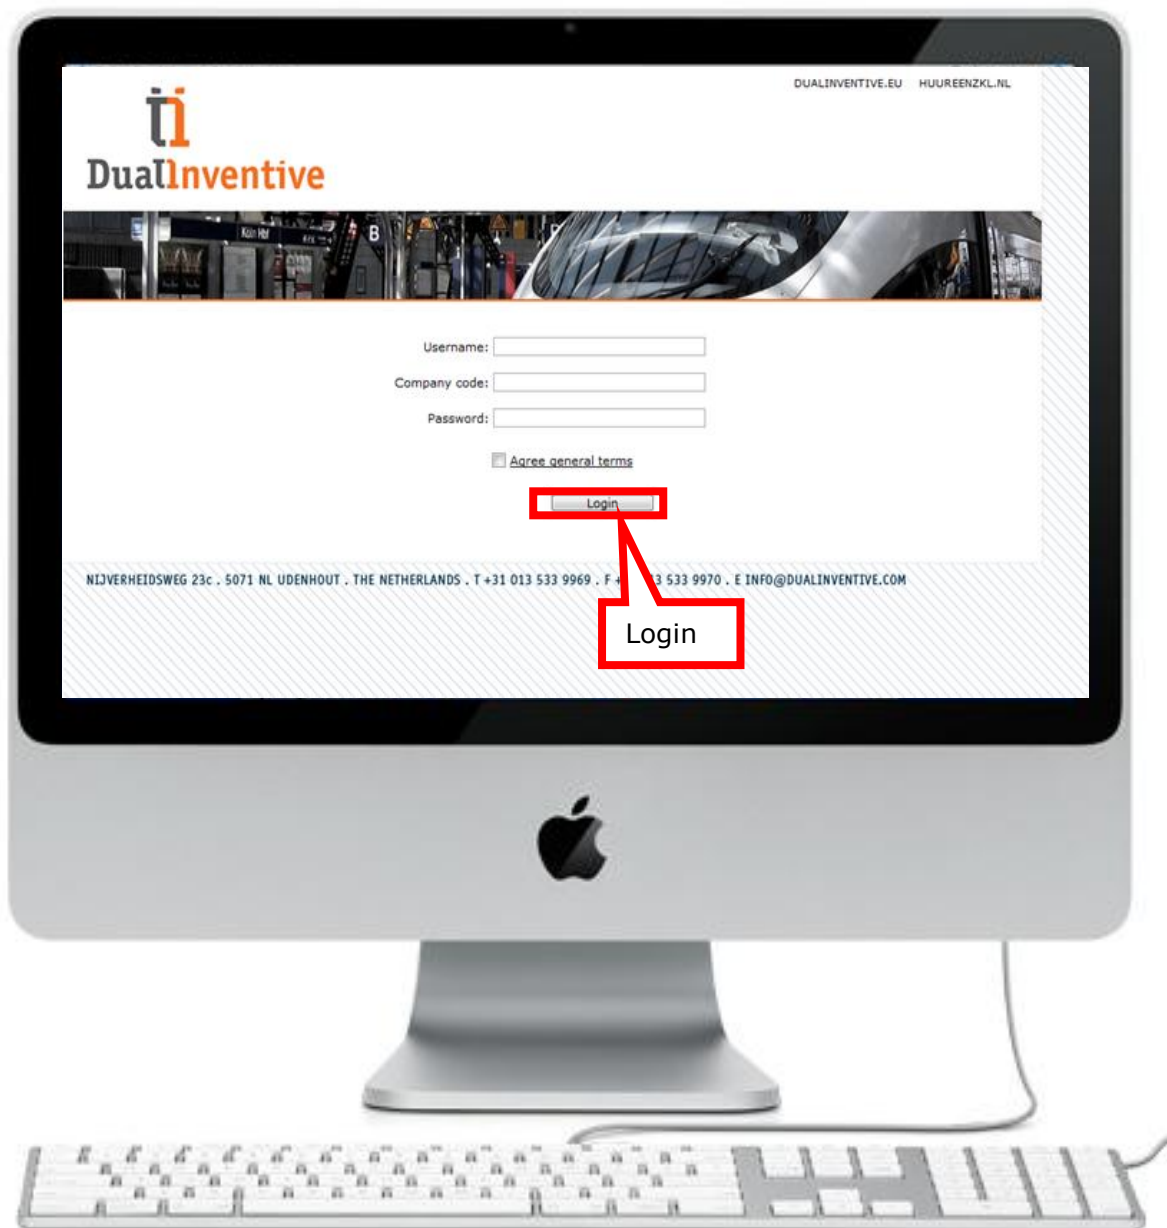 DUALINVENTIVE.EU HUUREENZKL.NL
DualInventive
Köln Hbf
B
Username:
Company code:
Password:
Agree general terms
Login
NIJVERHEIDSWEG 23c . 5071 NL UDENHOUT . THE NETHERLANDS . T +31 013 533 9969 . F + 3 533 9970 . E INFO@DUALINVENTIVE.COM
Login